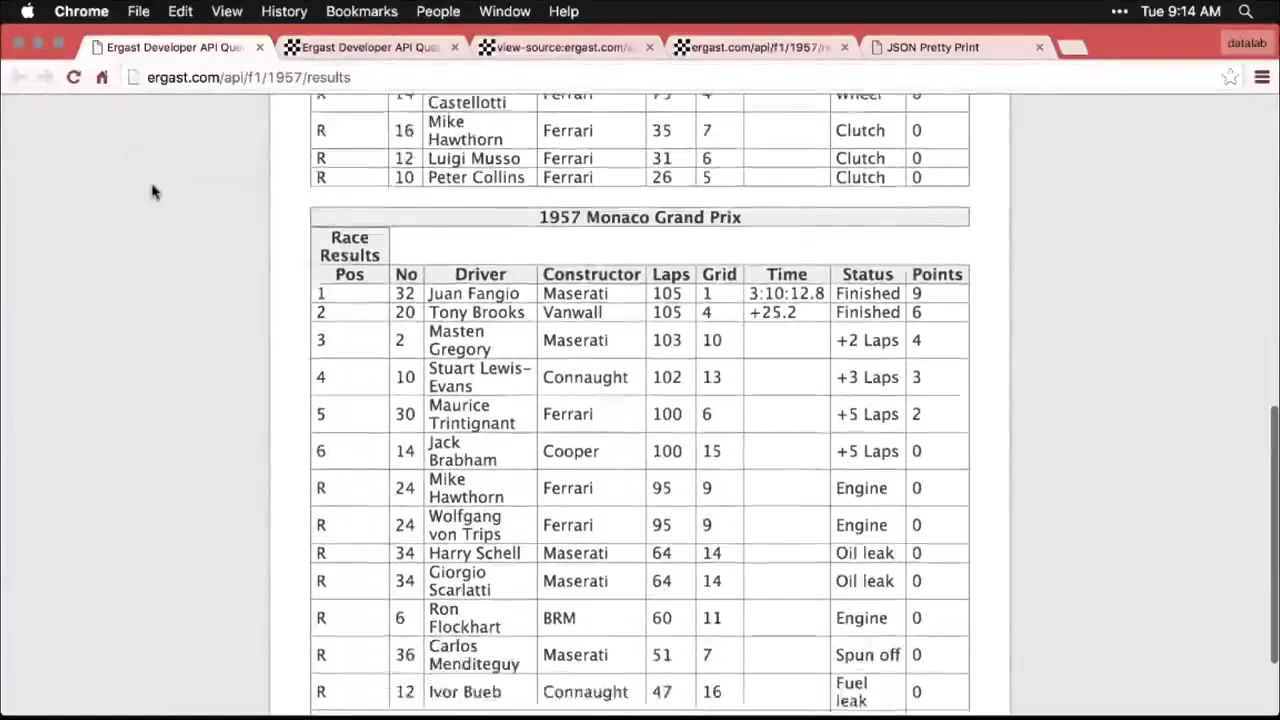 Chrome File Edit View History Bookmarks People Window Help ••• Tue 9:14 AM
Ergast Developer API Que Ergast Developer API Que view-source:ergast.com/a ergast.com/api/f1/1957/re JSON Pretty Print datalab
ergast.com/api/f1/1957/results
R 14 Castellotti Ferrari 4 Wheel 0
R 16 Mike Hawthorn Ferrari 35 7 Clutch 0
R 12 Luigi Musso Ferrari 31 6 Clutch 0
R 10 Peter Collins Ferrari 26 5 Clutch 0
1957 Monaco Grand Prix
Race
Results
Pos No Driver Constructor Laps Grid Time Status Points
1 32 Juan Fangio Maserati 105 1 3:10:12.8 Finished 9
2 20 Tony Brooks Vanwall 105 4 +25.2 Finished 6
3 2 Masten Gregory Maserati 103 10 +2 Laps 4
4 10 Stuart Lewis-Evans Connaught 102 13 +3 Laps 3
5 30 Maurice Trintignant Ferrari 100 6 +5 Laps 2
6 14 Jack Brabham Cooper 100 15 +5 Laps 0
R 24 Mike Hawthorn Ferrari 95 9 Engine 0
R 24 Wolfgang von Trips Ferrari 95 9 Engine 0
R 34 Harry Schell Maserati 64 14 Oil leak 0
R 34 Giorgio Scarlatti Maserati 64 14 Oil leak 0
R 6 Ron Flockhart BRM 60 11 Engine 0
R 36 Carlos Menditeguy Maserati 51 7 Spun off 0
R 12 Ivor Bueb Connaught 47 16 Fuel leak 0